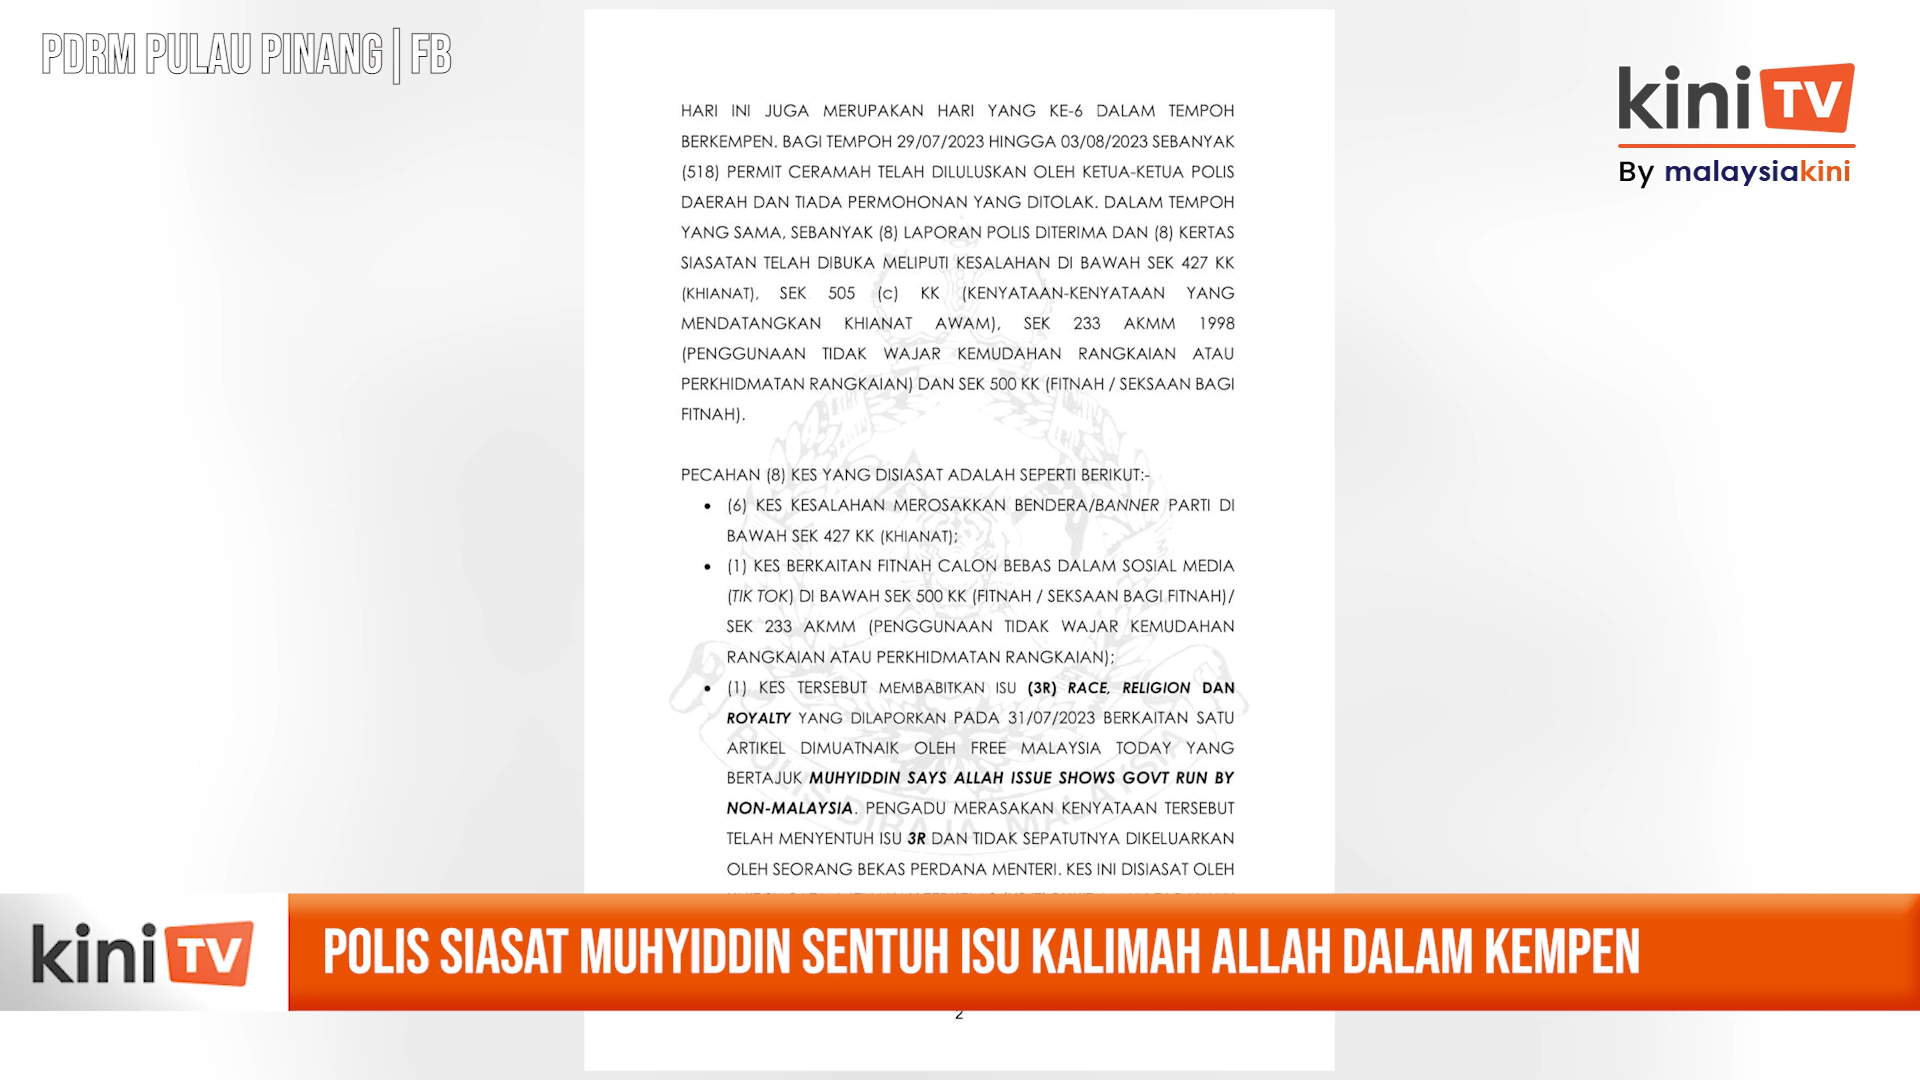 PDRM PULAU PINANG | FB
kini TV
By malaysiakini
HARI INI JUGA MERUPAKAN HARI YANG KE-6 DALAM TEMPOH
BERKEMPEN. BAGI TEMPOH 29/07/2023 HINGGA 03/08/2023 SEBANYAK
(518) PERMIT CERAMAH TELAH DILULUSKAN OLEH KETUA-KETUA POLIS
DAERAH DAN TIADA PERMOHONAN YANG DITOLAK. DALAM TEMPOH
YANG SAMA, SEBANYAK (8) LAPORAN POLIS DITERIMA DAN (8) KERTAS
SIASATAN TELAH DIBUKA MELIPUTI KESALAHAN DI BAWAH SEK 427 KK
(KHIANAT), SEK 505 (c) KK (KENYATAAN-KENYATAAN YANG
MENDATANGKAN KHIANAT AWAM), SEK 233 AKMM 1998
(PENGGUNAAN TIDAK WAJAR KEMUDAHAN RANGKAIAN ATAU
PERKHIDMATAN RANGKAIAN) DAN SEK 500 KK (FITNAH / SEKSAAN BAGI
FITNAH).
PECAHAN (8) KES YANG DISIASAT ADALAH SEPERTI BERIKUT:-
• (6) KES KESALAHAN MEROSAKKAN BENDERA/BANNER PARTI DI
BAWAH SEK 427 KK (KHIANAT);
• (1) KES BERKAITAN FITNAH CALON BEBAS DALAM SOSIAL MEDIA
(TIK TOK) DI BAWAH SEK 500 KK (FITNAH / SEKSAAN BAGI FITNAH)/
SEK 233 AKMM (PENGGUNAAN TIDAK WAJAR KEMUDAHAN
RANGKAIAN ATAU PERKHIDMATAN RANGKAIAN);
• (1) KES TERSEBUT MEMBABITKAN ISU (3R) RACE, RELIGION DAN
ROYALTY YANG DILAPORKAN PADA 31/07/2023 BERKAITAN SATU
ARTIKEL DIMUATNAIK OLEH FREE MALAYSIA TODAY YANG
BERTAJUK MUHYIDDIN SAYS ALLAH ISSUE SHOWS GOVT RUN BY
NON-MALAYSIA. PENGADU MERASAKAN KENYATAAN TERSEBUT
TELAH MENYENTUH ISU 3R DAN TIDAK SEPATUTNYA DIKELUARKAN
OLEH SEORANG BEKAS PERDANA MENTERI. KES INI DISIASAT OLEH
POLIS DIRAJA MALAYSIA
kini TV
POLIS SIASAT MUHYIDDIN SENTUH ISU KALIMAH ALLAH DALAM KEMPEN
2